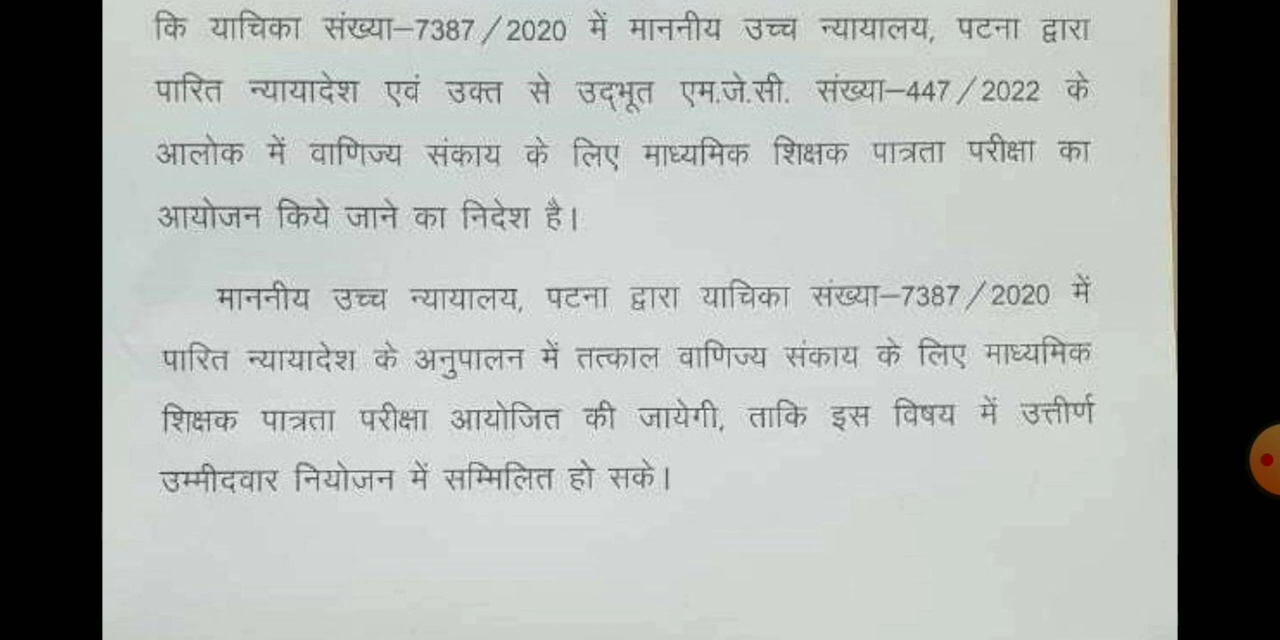 कि याचिका संख्या–7387/2020 में माननीय उच्च न्यायालय, पटना द्वारा
पारित न्यायादेश एवं उक्त से उद्भूत एम.जे.सी. संख्या–447/2022 के
आलोक में वाणिज्य संकाय के लिए माध्यमिक शिक्षक पात्रता परीक्षा का
आयोजन किये जाने का निदेश है।
माननीय उच्च न्यायालय, पटना द्वारा याचिका संख्या–7387/2020 में
पारित न्यायादेश के अनुपालन में तत्काल वाणिज्य संकाय के लिए माध्यमिक
शिक्षक पात्रता परीक्षा आयोजित की जायेगी, ताकि इस विषय में उत्तीर्ण
उम्मीदवार नियोजन में सम्मिलित हो सके।